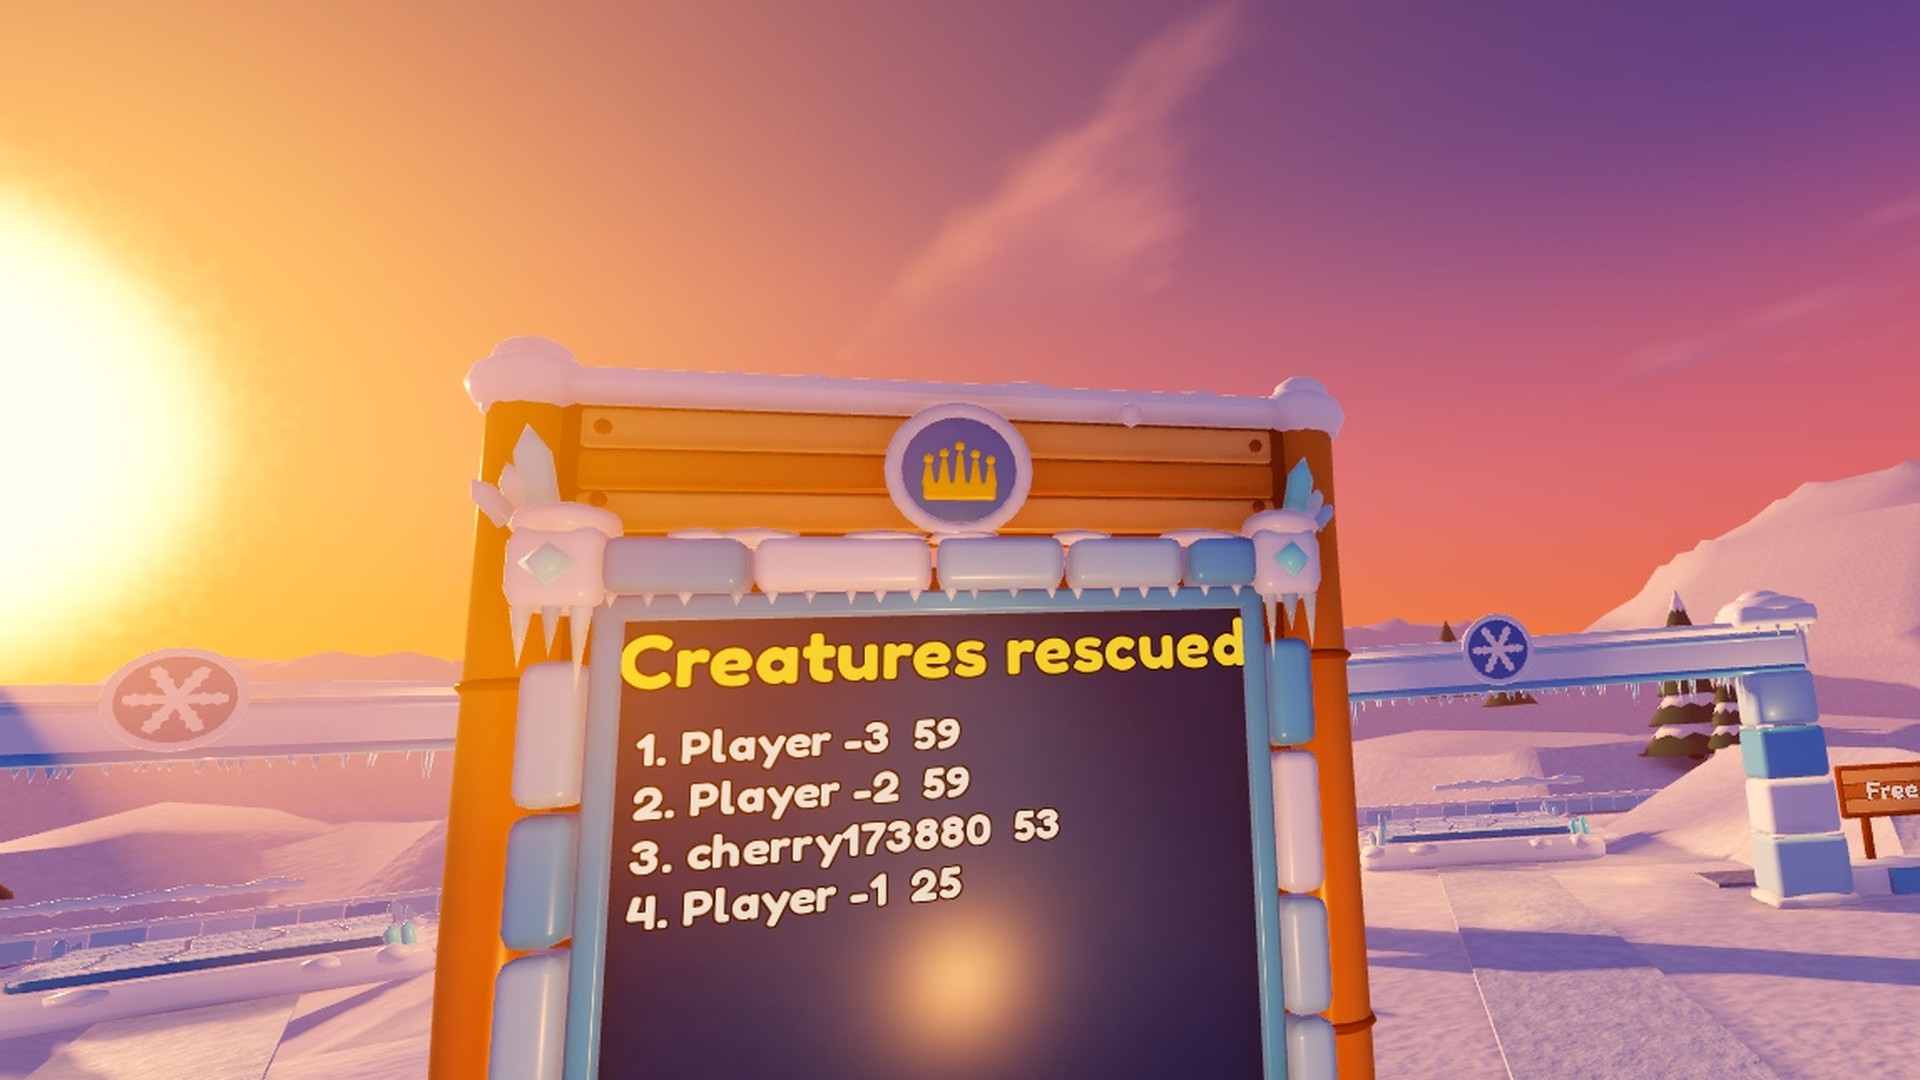 Creatures rescued
1. Player -3 59
2. Player -2 59
3. cherry173880 53
4. Player -1 25
Free